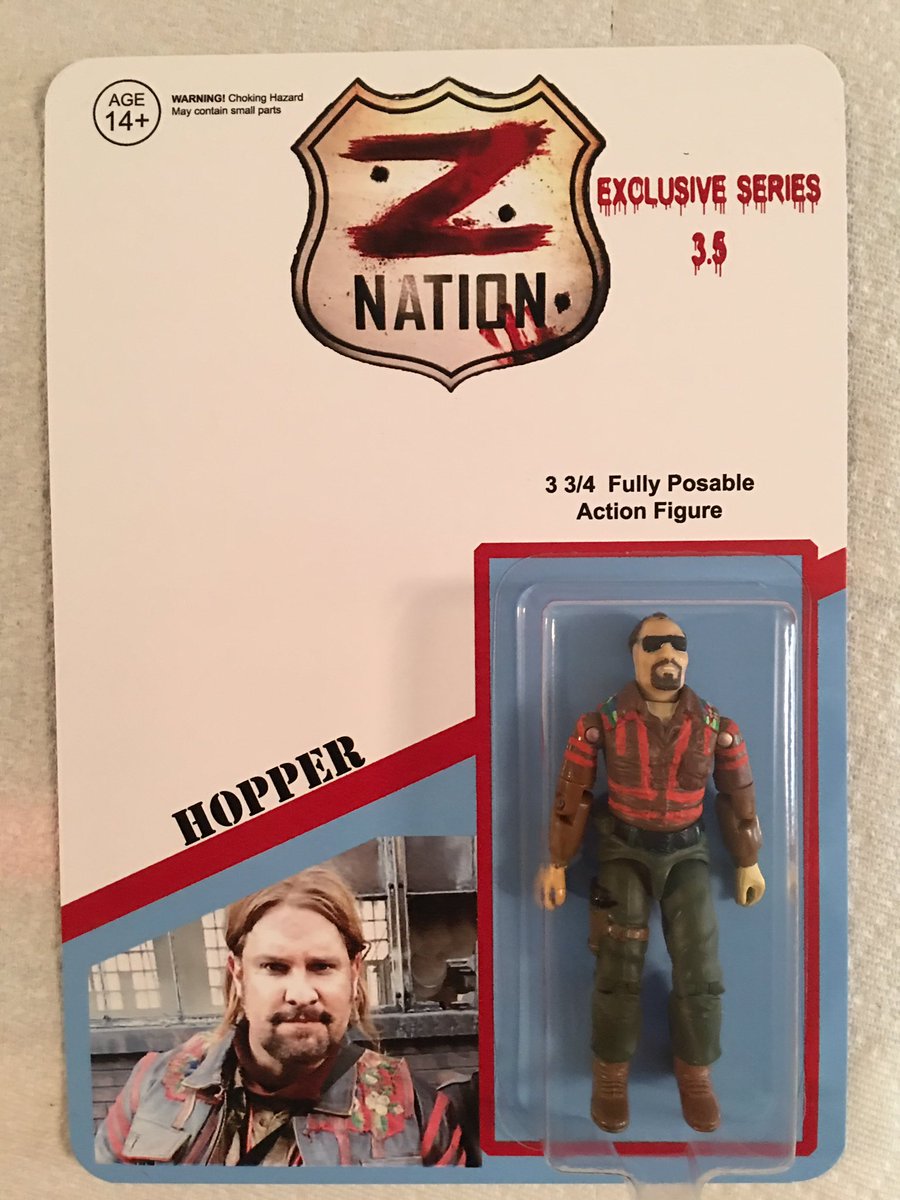 AGE
14+
WARNING! Choking Hazard
May contain small parts
Z
NATION
EXCLUSIVE SERIES
3.5
3 3/4 Fully Posable
Action Figure
HOPPER